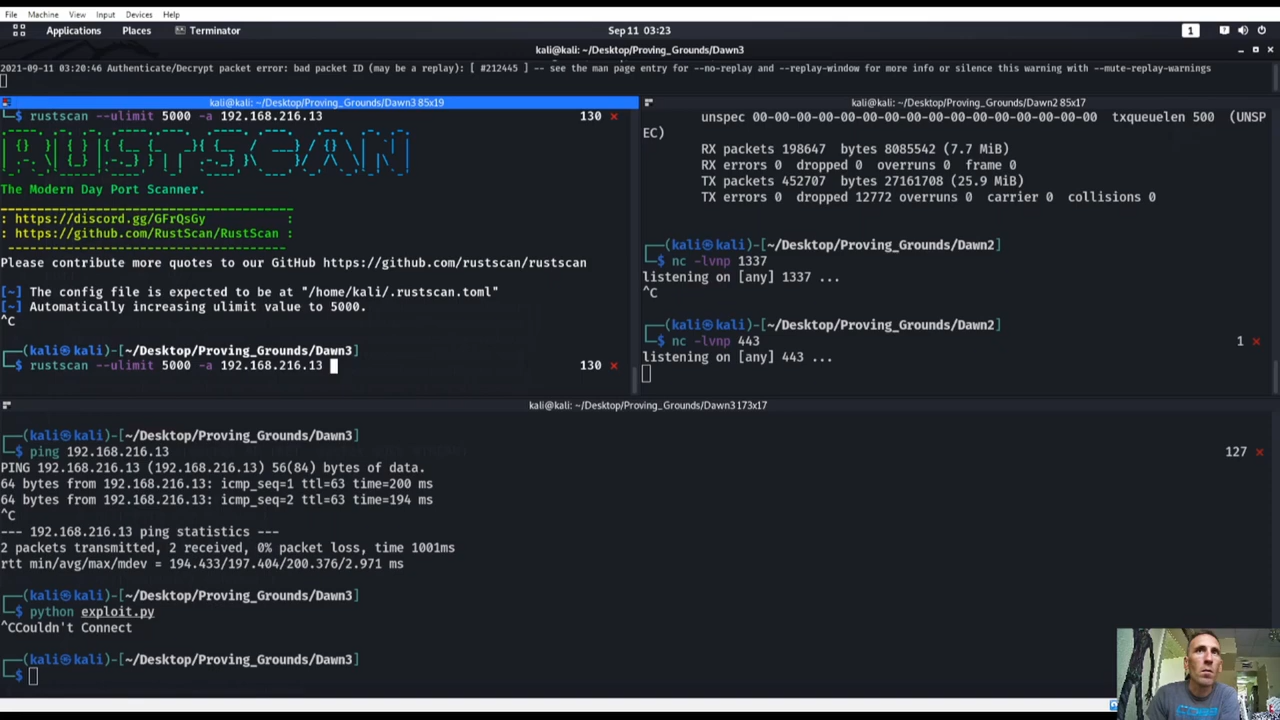 File Machine View Input Devices Help
Applications Places Terminator Sep 11 03:23 1
kali@kali: ~/Desktop/Proving_Grounds/Dawn3
2021-09-11 03:20:46 Authenticate/Decrypt packet error: bad packet ID (may be a replay): [ #212445 ] -- see the man page entry for --no-replay and --replay-window for more info or silence this warning with --mute-replay-warnings
kali@kali: ~/Desktop/Proving_Grounds/Dawn3 85x19
└─$ rustscan --ulimit 5000 -a 192.168.216.13 130 ×
RUSTSCAN
The Modern Day Port Scanner.
________________________________________
: https://discord.gg/GFrQsGy :
: https://github.com/RustScan/RustScan :
--------------------------------------
Please contribute more quotes to our GitHub https://github.com/rustscan/rustscan
[~] The config file is expected to be at "/home/kali/.rustscan.toml"
[~] Automatically increasing ulimit value to 5000.
^C
┌──(kali㉿kali)-[~/Desktop/Proving_Grounds/Dawn3]
└─$ rustscan --ulimit 5000 -a 192.168.216.13 130 ×
kali@kali: ~/Desktop/Proving_Grounds/Dawn2 85x17
unspec 00-00-00-00-00-00-00-00-00-00-00-00-00-00-00-00 txqueuelen 500 (UNSP
EC)
RX packets 198647 bytes 8085542 (7.7 MiB)
RX errors 0 dropped 0 overruns 0 frame 0
TX packets 452707 bytes 27161708 (25.9 MiB)
TX errors 0 dropped 12772 overruns 0 carrier 0 collisions 0
┌──(kali㉿kali)-[~/Desktop/Proving_Grounds/Dawn2]
└─$ nc -lvnp 1337
listening on [any] 1337 ...
^C
┌──(kali㉿kali)-[~/Desktop/Proving_Grounds/Dawn2]
└─$ nc -lvnp 443 1 ×
listening on [any] 443 ...
kali@kali: ~/Desktop/Proving_Grounds/Dawn3 173x17
┌──(kali㉿kali)-[~/Desktop/Proving_Grounds/Dawn3]
└─$ ping 192.168.216.13 127 ×
PING 192.168.216.13 (192.168.216.13) 56(84) bytes of data.
64 bytes from 192.168.216.13: icmp_seq=1 ttl=63 time=200 ms
64 bytes from 192.168.216.13: icmp_seq=2 ttl=63 time=194 ms
^C
--- 192.168.216.13 ping statistics ---
2 packets transmitted, 2 received, 0% packet loss, time 1001ms
rtt min/avg/max/mdev = 194.433/197.404/200.376/2.971 ms
┌──(kali㉿kali)-[~/Desktop/Proving_Grounds/Dawn3]
└─$ python exploit.py
^CCouldn't Connect
┌──(kali㉿kali)-[~/Desktop/Proving_Grounds/Dawn3]
└─$